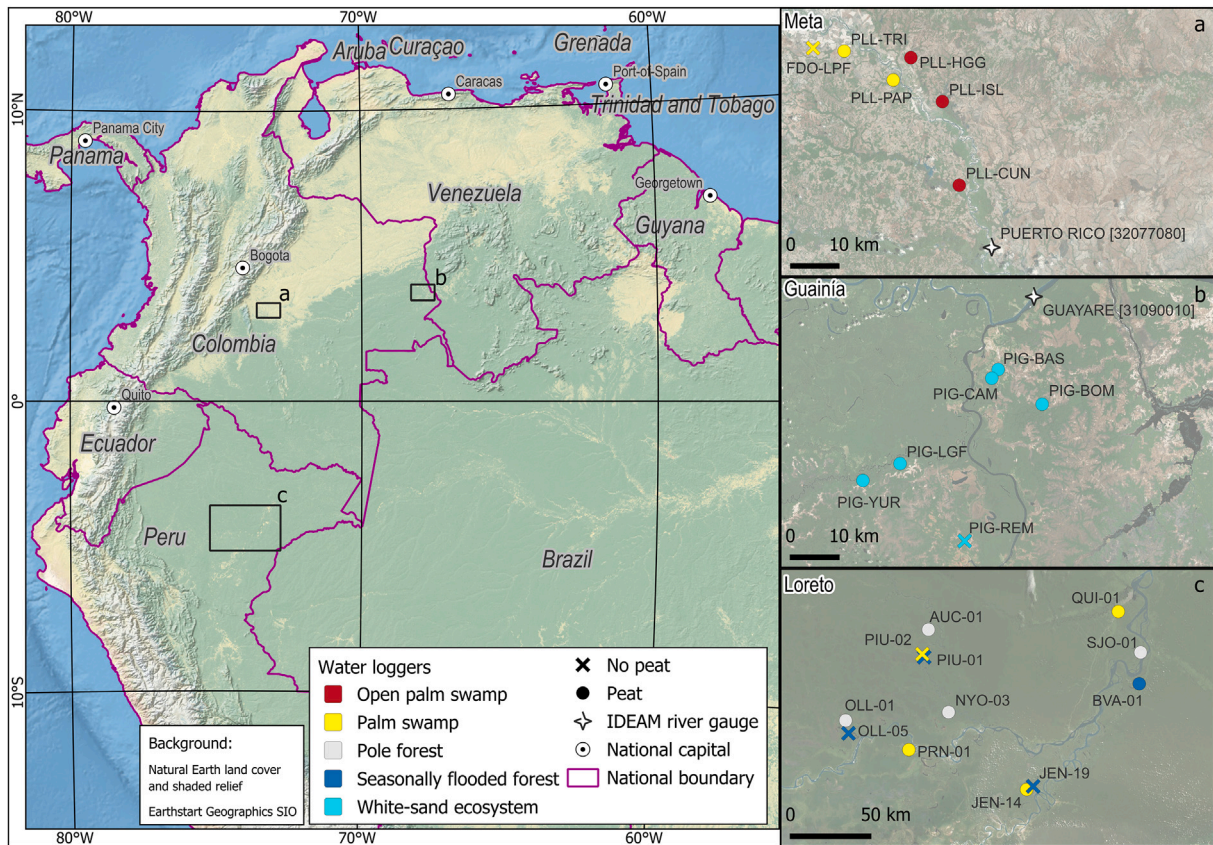 80°W
70°W
60°W
Aruba
Curaçao
Grenada
Caracas
Port-of-Spain
Trinidad and Tobago
10°N
Panama City
Panama
Venezuela
Georgetown
Guyana
Bogota
a
b
Colombia
0°
Quito
Ecuador
c
Peru
Brazil
10°S
Water loggers
Open palm swamp
Palm swamp
Pole forest
Seasonally flooded forest
White-sand ecosystem
No peat
Peat
IDEAM river gauge
National capital
National boundary
Background:
Natural Earth land cover
and shaded relief
Earthstart Geographics SIO
80°W
70°W
60°W
Meta
a
PLL-TRI
FDO-LPF
PLL-HGG
PLL-PAP
PLL-ISL
PLL-CUN
PUERTO RICO [32077080]
0 10 km
Guainía
b
GUAYARE [31090010]
PIG-BAS
PIG-CAM
PIG-BOM
PIG-LGF
PIG-YUR
PIG-REM
0 10 km
Loreto
c
QUI-01
AUC-01
PIU-02
PIU-01
SJO-01
BVA-01
OLL-01
NYO-03
OLL-05
PRN-01
JEN-19
JEN-14
0 50 km